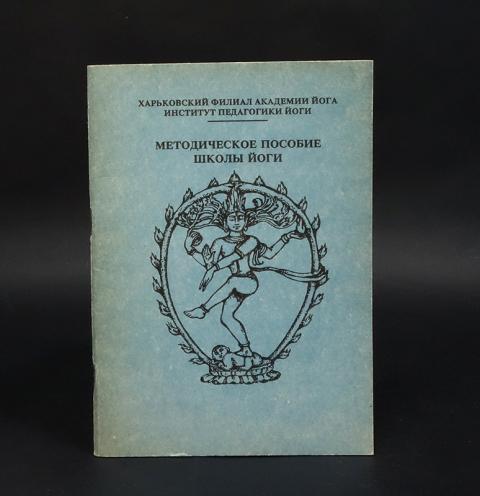 ХАРЬКОВСКИЙ ФИЛИАЛ АКАДЕМИИ ЙОГА
ИНСТИТУТ ПЕДАГОГИКИ ЙОГИ
МЕТОДИЧЕСКОЕ ПОСОБИЕ
ШКОЛЫ ЙОГИ